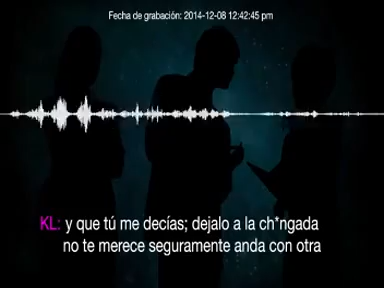 Fecha de grabación: 2014-12-08 12:42:45 pm
KL: y que tú me decías; dejalo a la ch*ngada
no te merece seguramente anda con otra